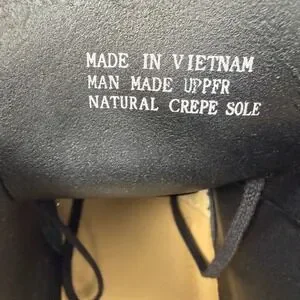 MADE IN VIETNAM
MAN MADE UPPFR
NATURAL CREPE SOLE